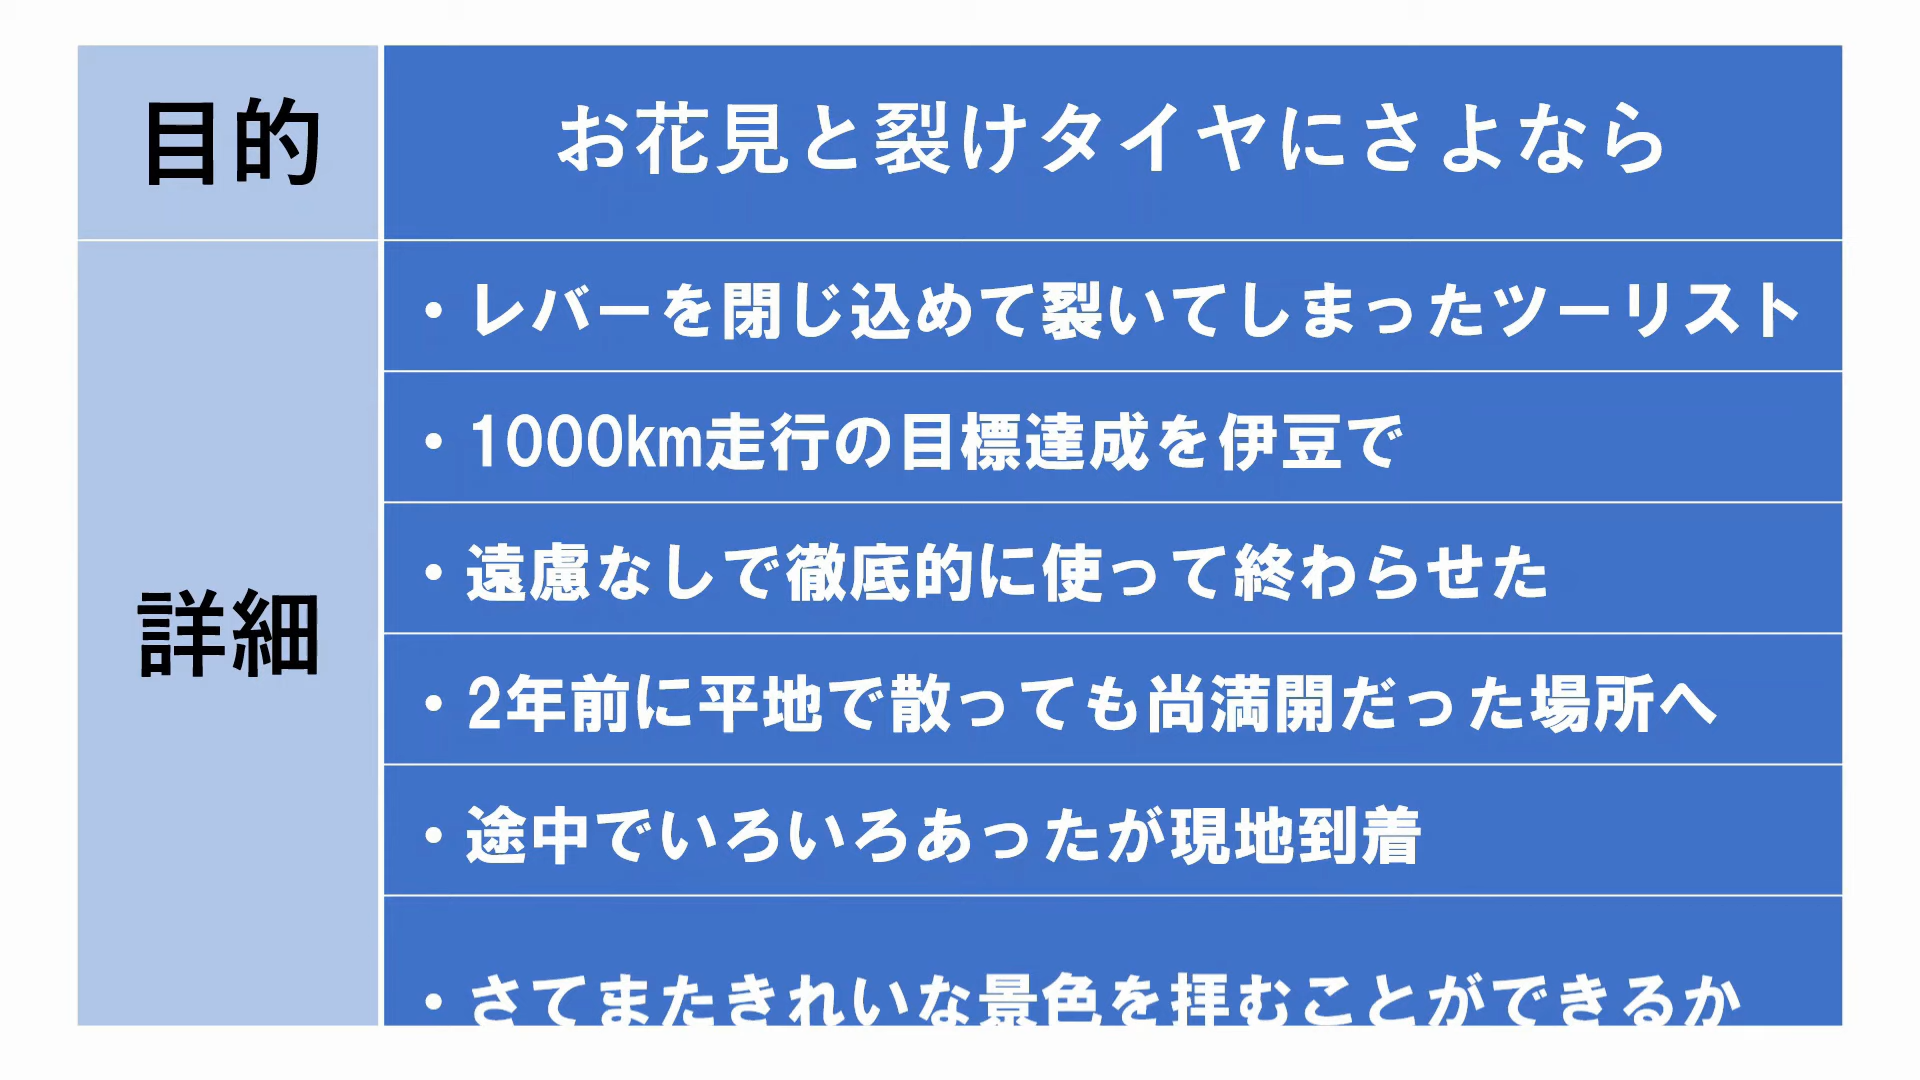 目的
お花見と裂けタイヤにさよなら
詳細
・レバーを閉じ込めて裂いてしまったツーリスト
・1000km走行の目標達成を伊豆で
・遠慮なしで徹底的に使って終わらせた
・2年前に平地で散っても尚満開だった場所へ
・途中でいろいろあったが現地到着
・さてまたきれいな景色を拝むことができるか